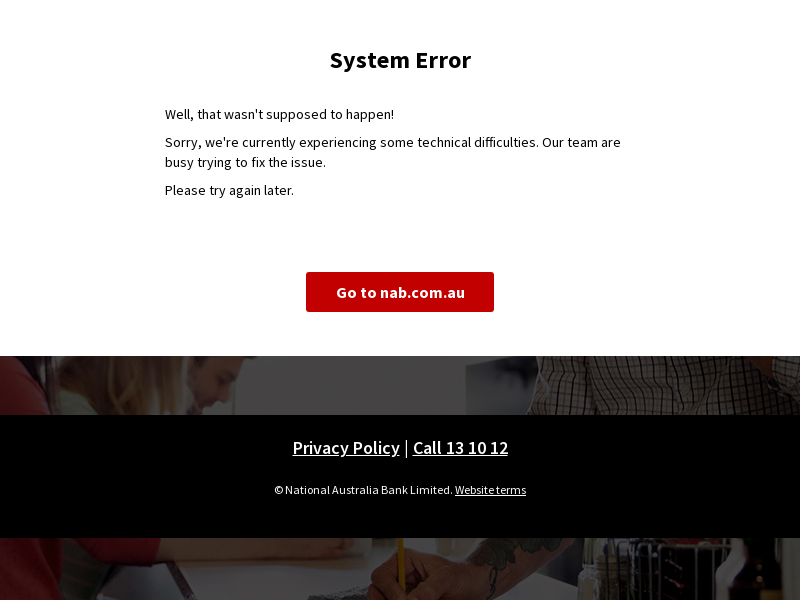 System Error
Well, that wasn't supposed to happen!
Sorry, we're currently experiencing some technical difficulties. Our team are
busy trying to fix the issue.
Please try again later.
Go to nab.com.au
Privacy Policy | Call 13 10 12
© National Australia Bank Limited. Website terms